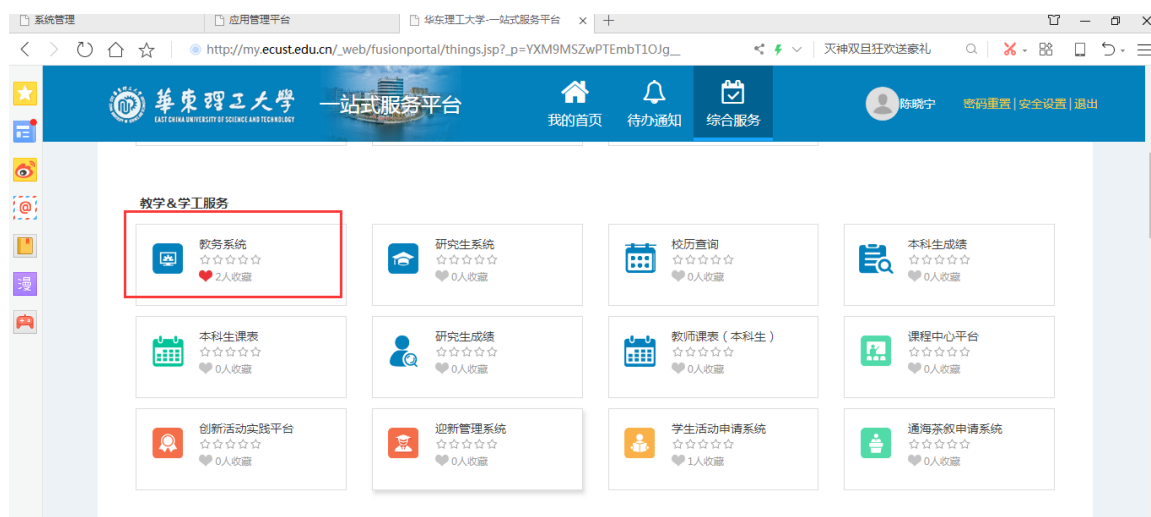 系统管理
应用管理平台
华东理工大学-一站式服务平台
http://my.ecust.edu.cn/_web/fusionportal/things.jsp?_p=YXM9MSZwPTEmbT1OJg__
灭神双旦狂欢送豪礼
華東理工大學
EAST CHINA UNIVERSITY OF SCIENCE AND TECHNOLOGY
一站式服务平台
我的首页
待办通知
综合服务
陈晓宁
密码重置|安全设置|退出
漫
教学&学工服务
教务系统
2人收藏
研究生系统
0人收藏
校历查询
0人收藏
本科生成绩
0人收藏
本科生课表
0人收藏
研究生成绩
0人收藏
教师课表(本科生)
0人收藏
课程中心平台
0人收藏
创新活动实践平台
0人收藏
迎新管理系统
0人收藏
学生活动申请系统
1人收藏
通海茶叙申请系统
0人收藏